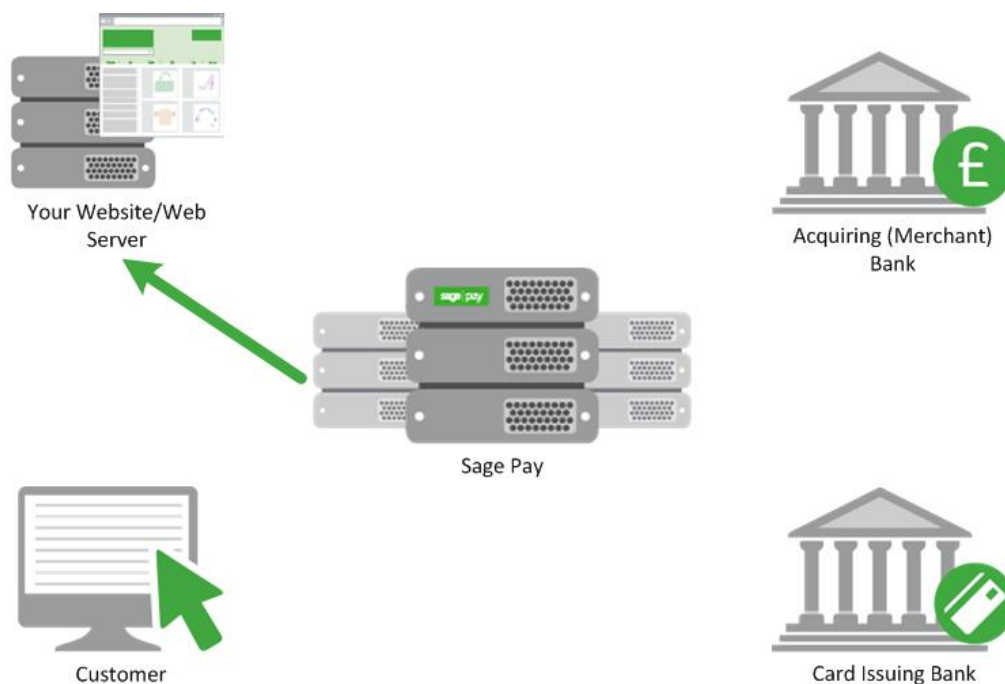 Your Website/Web
Server
Acquiring (Merchant)
Bank
£
sage pay
Sage Pay
Customer
Card Issuing Bank